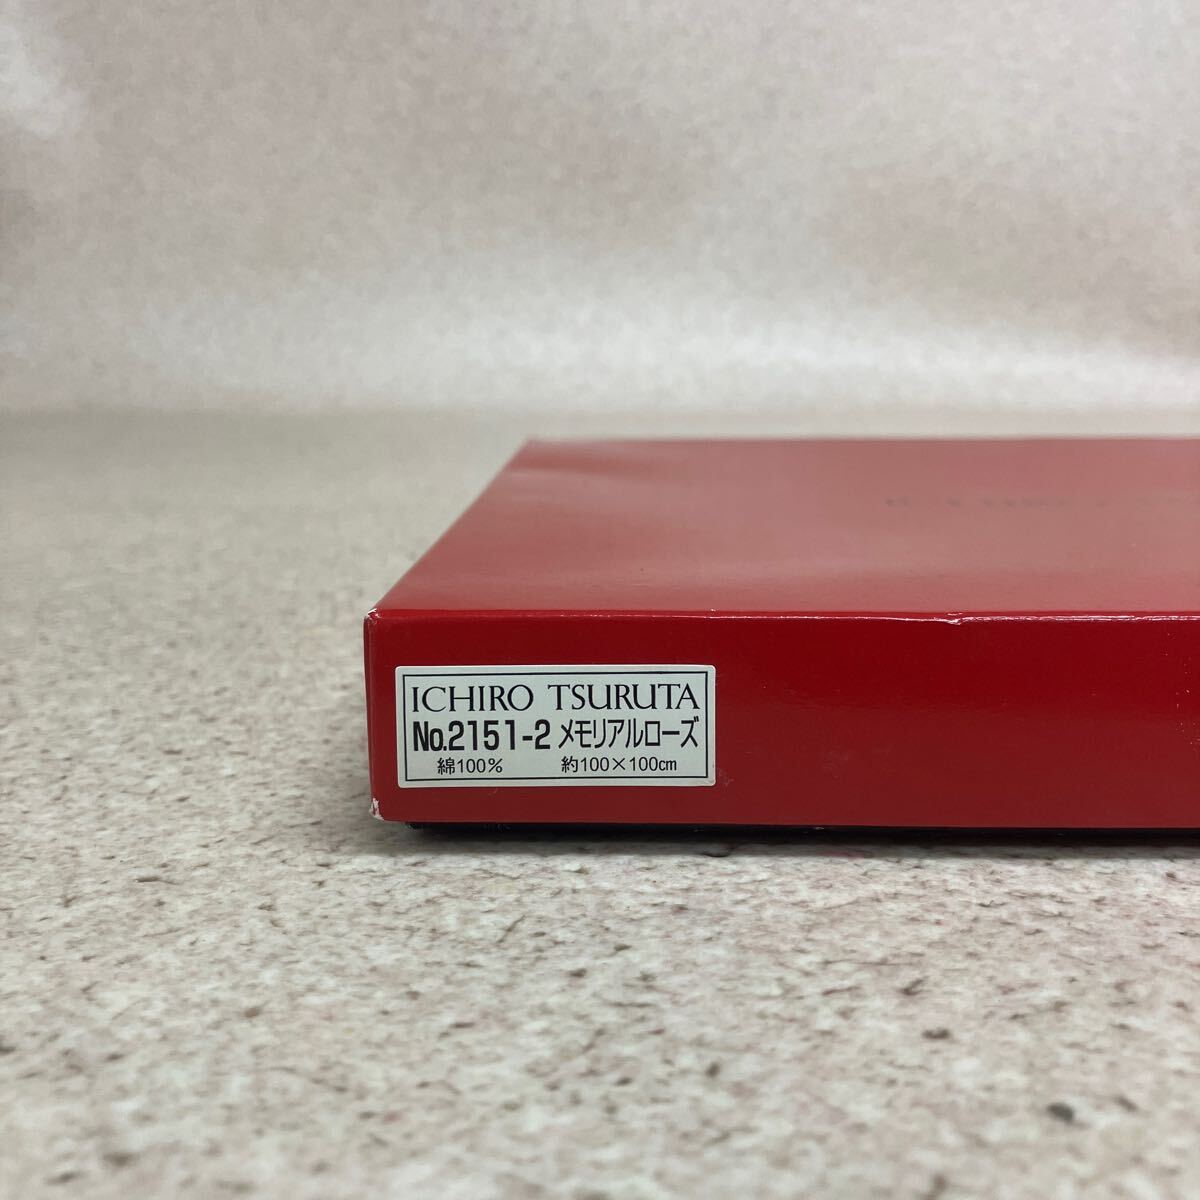 ICHIRO TSURUTA
No.2151-2 メモリアルローズ
綿100% 約100×100cm